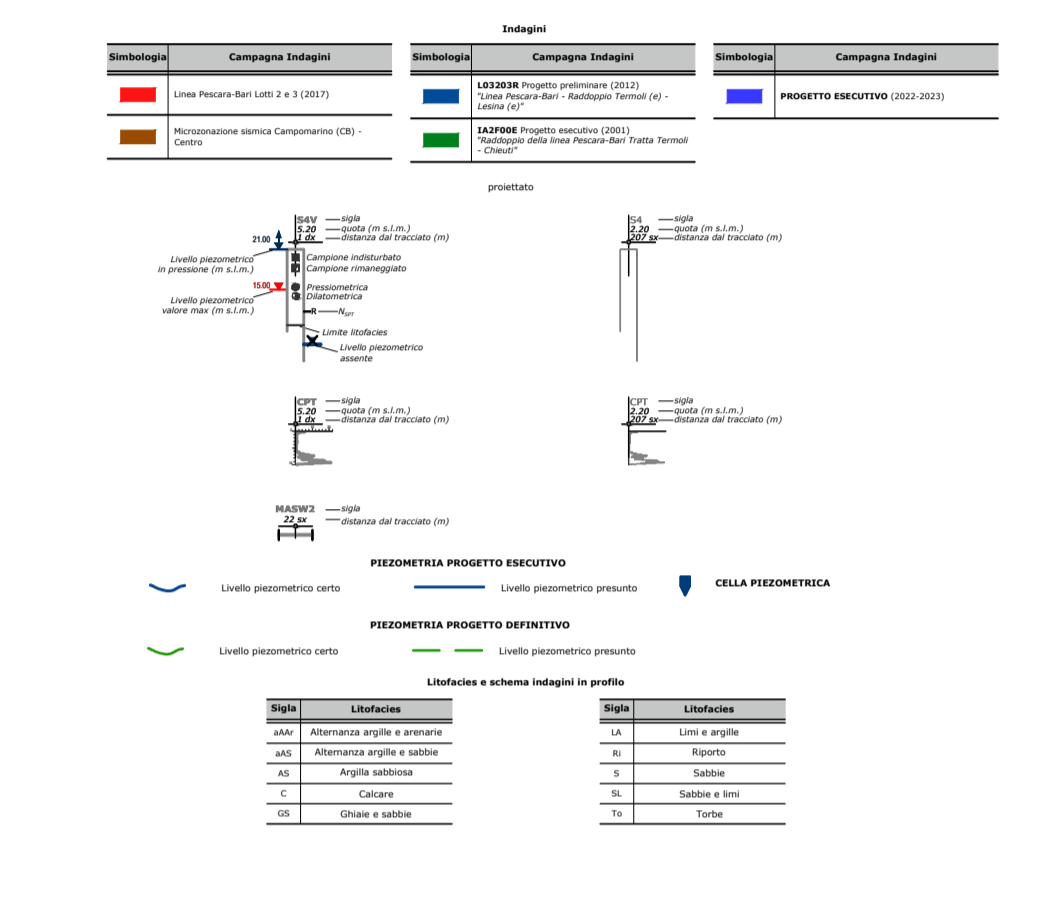 Indagini
Simbologia Campagna Indagini
Linea Pescara-Bari Lotti 2 e 3 (2017)
Microzonazione sismica Campomarino (CB) -
Centro
Simbologia Campagna Indagini
L03203R Progetto preliminare (2012)
"Linea Pescara-Bari - Raddoppio Termoli (e) -
Lesina (e)"
IA2F00E Progetto esecutivo (2001)
"Raddoppio della linea Pescara-Bari Tratta Termoli
- Chieuti"
Simbologia Campagna Indagini
PROGETTO ESECUTIVO (2022-2023)
proiettato
S4V sigla
5.20 quota (m s.l.m.)
1 dx distanza dal tracciato (m)
21.00
Livello piezometrico
in pressione (m s.l.m.)
Campione indisturbato
Campione rimaneggiato
15.00
Livello piezometrico
valore max (m s.l.m.)
Pressiometrica
Dilatometrica
R NSPT
Limite litofacies
Livello piezometrico
assente
S4 sigla
2.20 quota (m s.l.m.)
207 sx distanza dal tracciato (m)
CPT sigla
5.20 quota (m s.l.m.)
1 dx distanza dal tracciato (m)
CPT sigla
2.20 quota (m s.l.m.)
207 sx distanza dal tracciato (m)
MASW2 sigla
22 sx distanza dal tracciato (m)
PIEZOMETRIA PROGETTO ESECUTIVO
Livello piezometrico certo
Livello piezometrico presunto
CELLA PIEZOMETRICA
PIEZOMETRIA PROGETTO DEFINITIVO
Livello piezometrico certo
Livello piezometrico presunto
Litofacies e schema indagini in profilo
Sigla Litofacies
aAAr Alternanza argille e arenarie
aAS Alternanza argille e sabbie
AS Argilla sabbiosa
C Calcare
GS Ghiaie e sabbie
Sigla Litofacies
LA Limi e argille
Ri Riporto
S Sabbie
SL Sabbie e limi
To Torbe